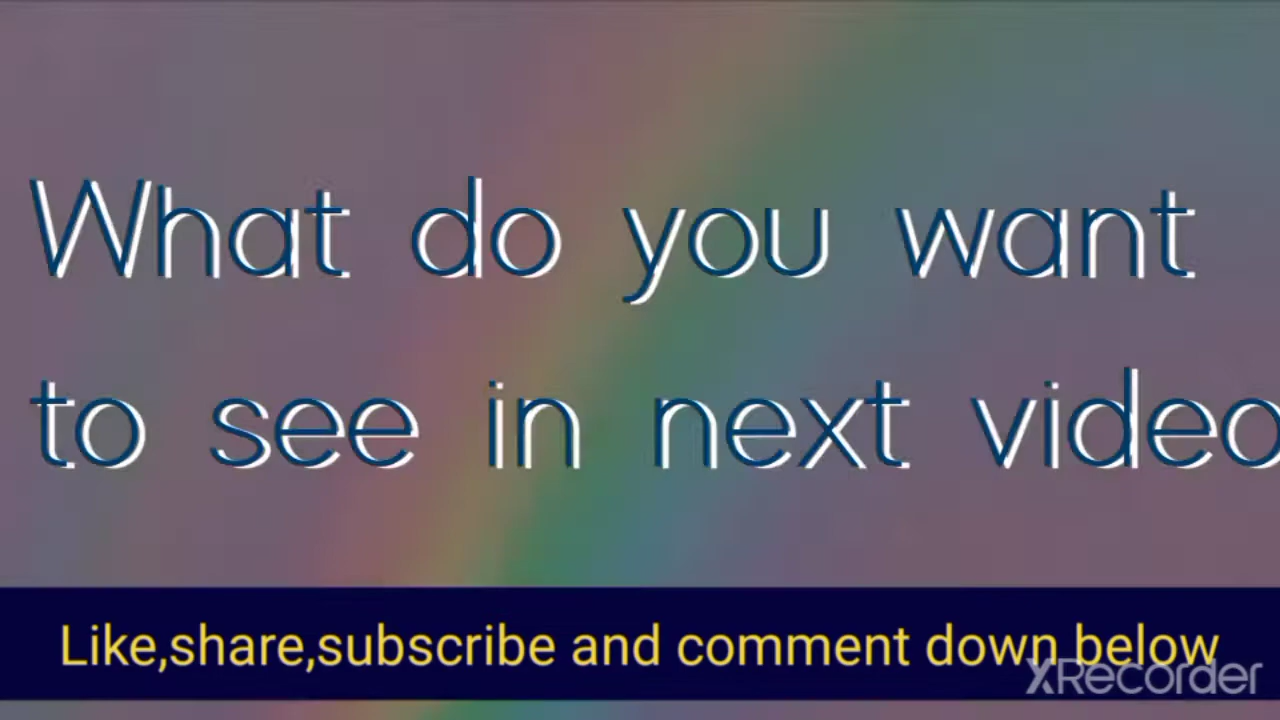 What do you want
to see in next video
Like,share,subscribe and comment down below
XRecorder